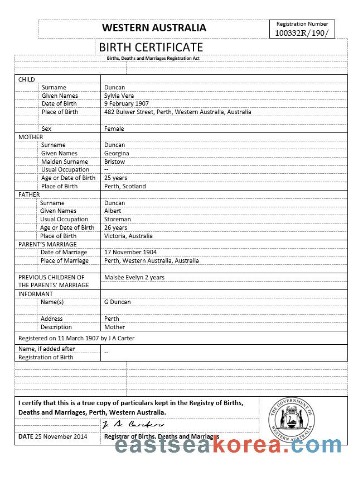 WESTERN AUSTRALIA
Registration Number
100332R/190/
BIRTH CERTIFICATE
Births, Deaths and Marriages Registration Act
CHILD
Surname Duncan
Given Names Sylvia Vera
Date of Birth 9 February 1907
Place of Birth 482 Bulwer Street, Perth, Western Australia, Australia
Sex Female
MOTHER
Surname Duncan
Given Names Georgina
Maiden Surname Bristow
Usual Occupation --
Age or Date of Birth 25 years
Place of Birth Perth, Scotland
FATHER
Surname Duncan
Given Names Albert
Usual Occupation Storeman
Age or Date of Birth 26 years
Place of Birth Victoria, Australia
PARENT'S MARRIAGE
Date of Marriage 17 November 1904
Place of Marriage Perth, Western Australia, Australia
PREVIOUS CHILDREN OF Maisee Evelyn 2 years
THE PARENTS' MARRIAGE
INFORMANT
Name(s) G Duncan
Address Perth
Description Mother
Registered on 11 March 1907 by J A Carter
Name, if added after --
Registration of Birth
I certify that this is a true copy of particulars kept in the Registry of Births,
Deaths and Marriages, Perth, Western Australia.
THE GOVERNMENT OF WESTERN AUSTRALIA
DATE 25 November 2014 Registrar of Births, Deaths and Marriages
eastseakorea.com